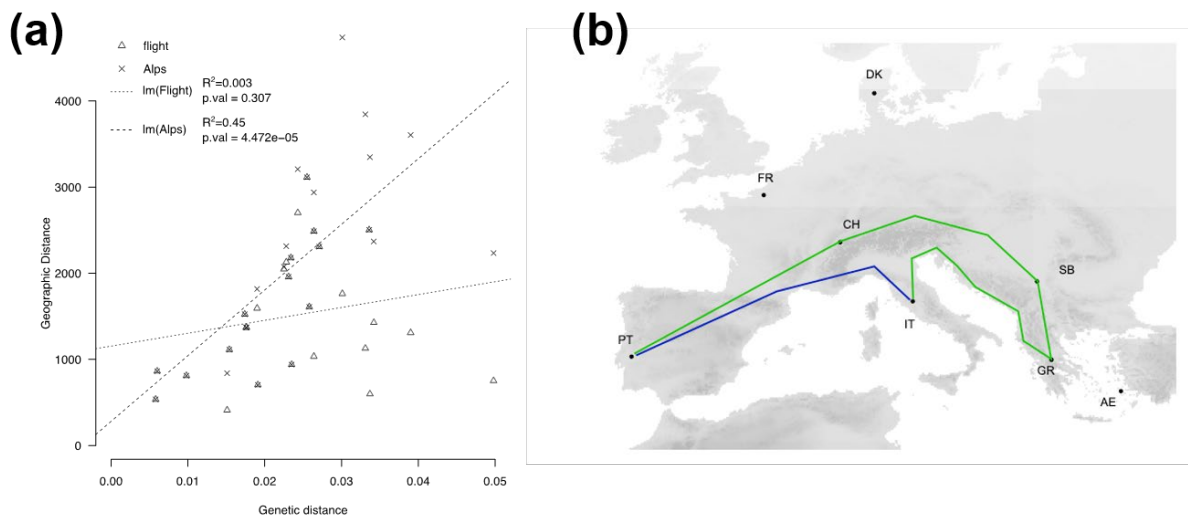 (a)
flight
Alps
lm(Flight)
R²=0.003
p.val = 0.307
lm(Alps)
R²=0.45
p.val = 4.472e−05
Geographic Distance
4000
3000
2000
1000
0
0.00 0.01 0.02 0.03 0.04 0.05
Genetic distance
(b)
DK
FR
CH
SB
IT
PT
GR
AE